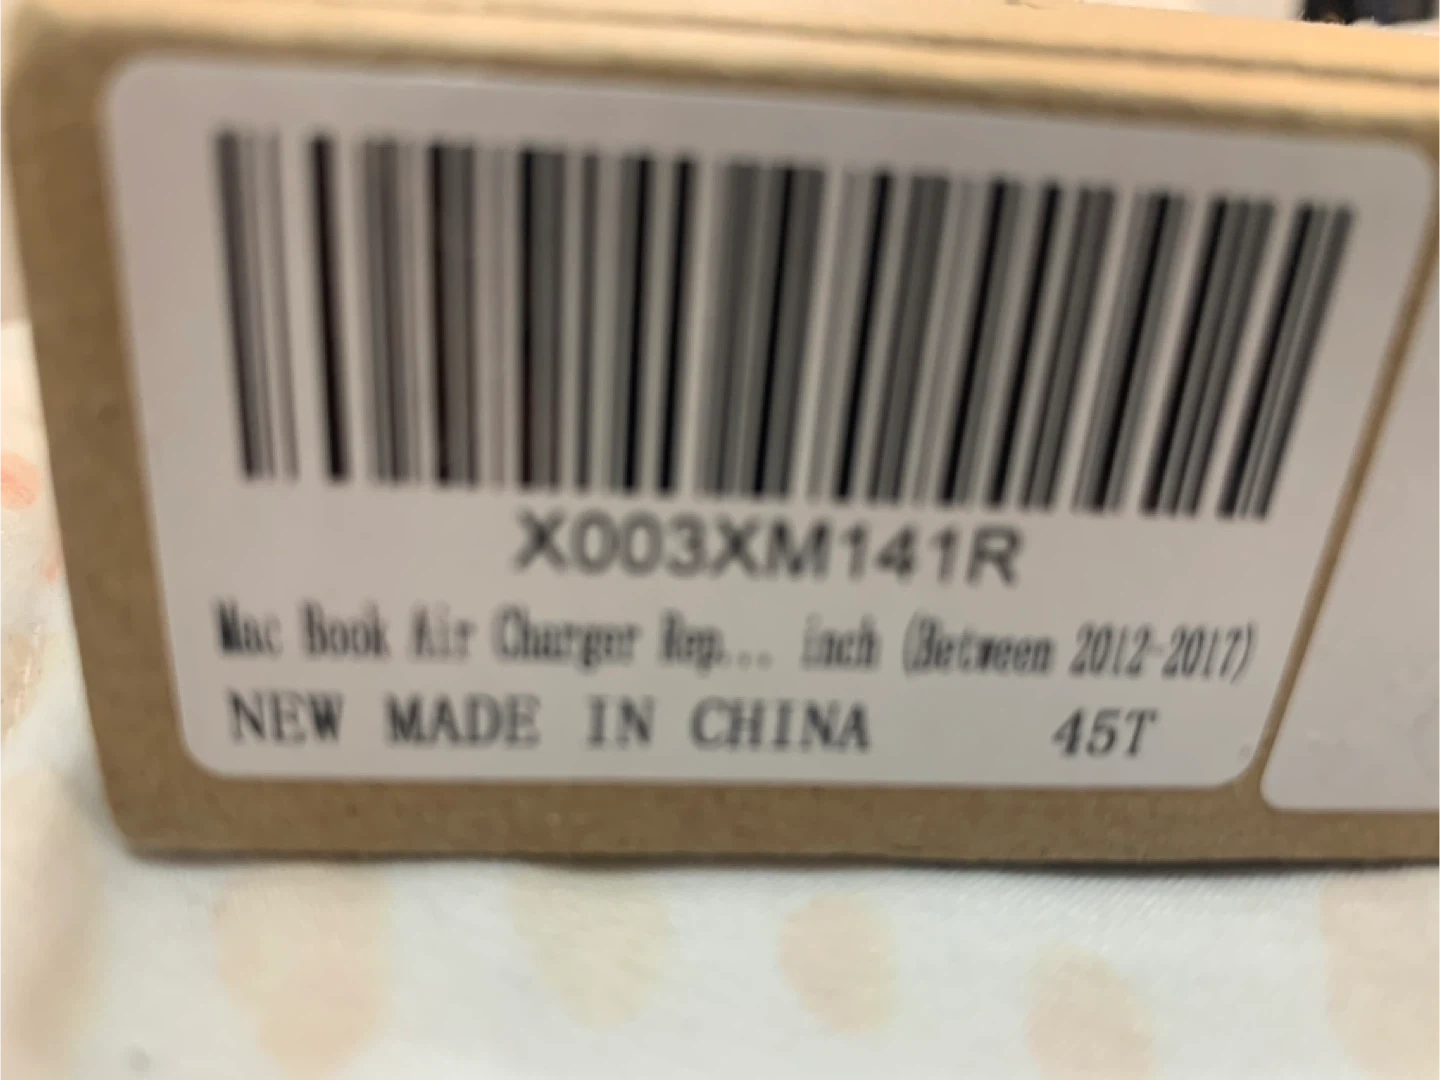 X003XM141R
Mac Book Air Charger Rep... inch (Between 2012-2017)
NEW MADE IN CHINA 45T